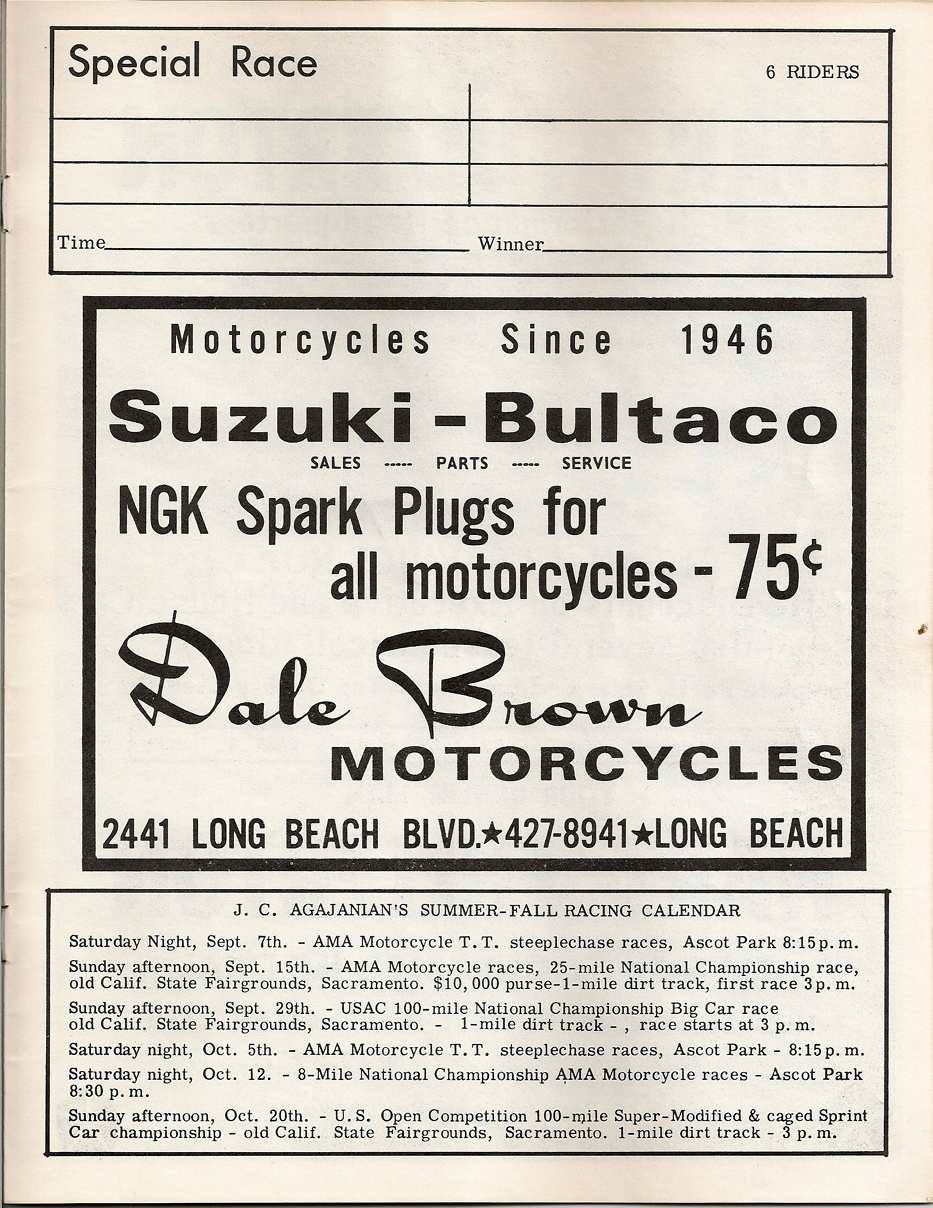 Special Race
6 RIDERS
Time
Winner
Motorcycles Since 1946
Suzuki - Bultaco
SALES ----- PARTS ----- SERVICE
NGK Spark Plugs for
all motorcycles - 75¢
Dale Brown
MOTORCYCLES
2441 LONG BEACH BLVD.★427-8941★LONG BEACH
J. C. AGAJANIAN'S SUMMER-FALL RACING CALENDAR
Saturday Night, Sept. 7th. - AMA Motorcycle T. T. steeplechase races, Ascot Park 8:15 p. m.
Sunday afternoon, Sept. 15th. - AMA Motorcycle races, 25-mile National Championship race,
old Calif. State Fairgrounds, Sacramento. $10,000 purse-1-mile dirt track, first race 3 p. m.
Sunday afternoon, Sept. 29th. - USAC 100-mile National Championship Big Car race
old Calif. State Fairgrounds, Sacramento. - 1-mile dirt track - , race starts at 3 p. m.
Saturday night, Oct. 5th. - AMA Motorcycle T. T. steeplechase races, Ascot Park - 8:15 p. m.
Saturday night, Oct. 12. - 8-Mile National Championship AMA Motorcycle races - Ascot Park
8:30 p. m.
Sunday afternoon, Oct. 20th. - U. S. Open Competition 100-mile Super-Modified & caged Sprint
Car championship - old Calif. State Fairgrounds, Sacramento. 1-mile dirt track - 3 p. m.